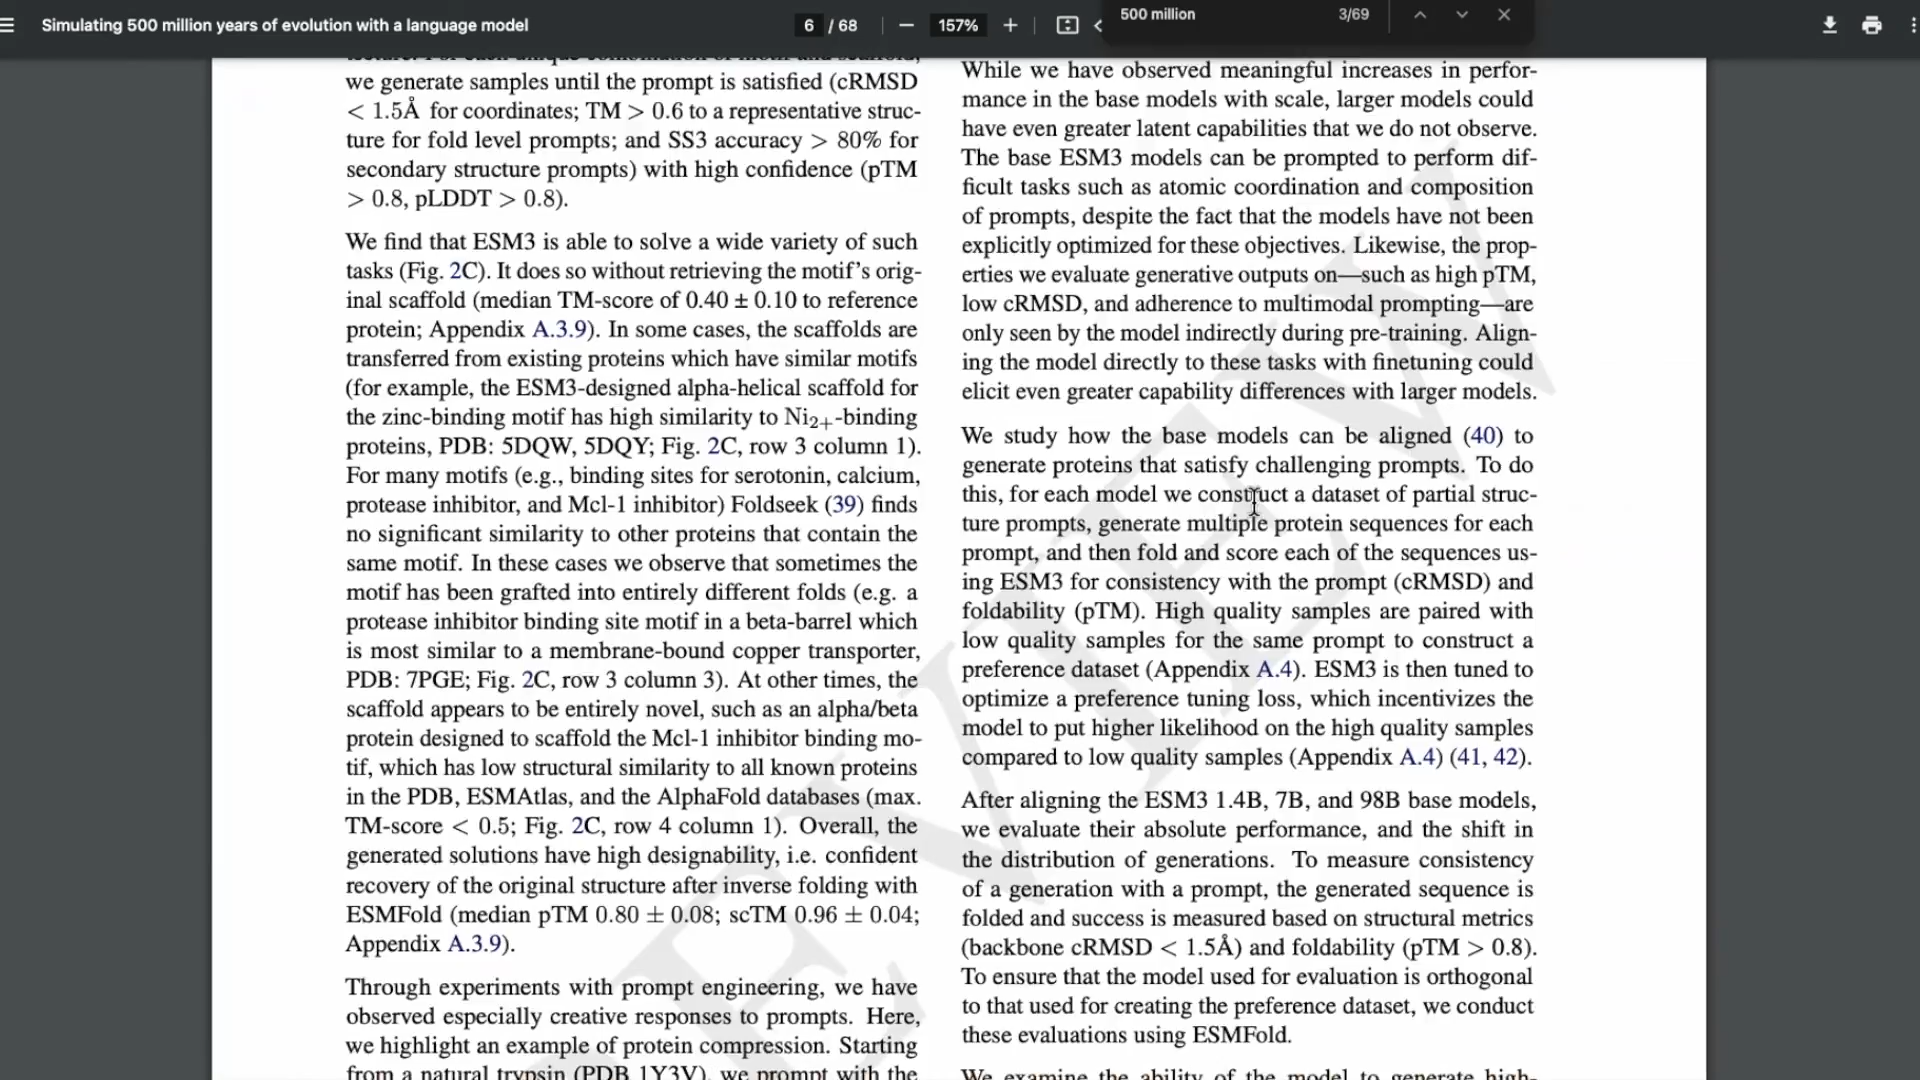 Simulating 500 million years of evolution with a language model
6 / 68
157%
500 million
3/69
we generate samples until the prompt is satisfied (cRMSD
< 1.5Å for coordinates; TM > 0.6 to a representative struc-
ture for fold level prompts; and SS3 accuracy > 80% for
secondary structure prompts) with high confidence (pTM
> 0.8, pLDDT > 0.8).
We find that ESM3 is able to solve a wide variety of such
tasks (Fig. 2C). It does so without retrieving the motif's orig-
inal scaffold (median TM-score of 0.40 ± 0.10 to reference
protein; Appendix A.3.9). In some cases, the scaffolds are
transferred from existing proteins which have similar motifs
(for example, the ESM3-designed alpha-helical scaffold for
the zinc-binding motif has high similarity to Ni2+-binding
proteins, PDB: 5DQW, 5DQY; Fig. 2C, row 3 column 1).
For many motifs (e.g., binding sites for serotonin, calcium,
protease inhibitor, and Mcl-1 inhibitor) Foldseek (39) finds
no significant similarity to other proteins that contain the
same motif. In these cases we observe that sometimes the
motif has been grafted into entirely different folds (e.g. a
protease inhibitor binding site motif in a beta-barrel which
is most similar to a membrane-bound copper transporter,
PDB: 7PGE; Fig. 2C, row 3 column 3). At other times, the
scaffold appears to be entirely novel, such as an alpha/beta
protein designed to scaffold the Mcl-1 inhibitor binding mo-
tif, which has low structural similarity to all known proteins
in the PDB, ESMAtlas, and the AlphaFold databases (max.
TM-score < 0.5; Fig. 2C, row 4 column 1). Overall, the
generated solutions have high designability, i.e. confident
recovery of the original structure after inverse folding with
ESMFold (median pTM 0.80 ± 0.08; scTM 0.96 ± 0.04;
Appendix A.3.9).
Through experiments with prompt engineering, we have
observed especially creative responses to prompts. Here,
we highlight an example of protein compression. Starting
from a natural trypsin (PDB 1Y3V), we prompt with the
While we have observed meaningful increases in perfor-
mance in the base models with scale, larger models could
have even greater latent capabilities that we do not observe.
The base ESM3 models can be prompted to perform dif-
ficult tasks such as atomic coordination and composition
of prompts, despite the fact that the models have not been
explicitly optimized for these objectives. Likewise, the prop-
erties we evaluate generative outputs on—such as high pTM,
low cRMSD, and adherence to multimodal prompting—are
only seen by the model indirectly during pre-training. Align-
ing the model directly to these tasks with finetuning could
elicit even greater capability differences with larger models.
We study how the base models can be aligned (40) to
generate proteins that satisfy challenging prompts. To do
this, for each model we construct a dataset of partial struc-
ture prompts, generate multiple protein sequences for each
prompt, and then fold and score each of the sequences us-
ing ESM3 for consistency with the prompt (cRMSD) and
foldability (pTM). High quality samples are paired with
low quality samples for the same prompt to construct a
preference dataset (Appendix A.4). ESM3 is then tuned to
optimize a preference tuning loss, which incentivizes the
model to put higher likelihood on the high quality samples
compared to low quality samples (Appendix A.4) (41, 42).
After aligning the ESM3 1.4B, 7B, and 98B base models,
we evaluate their absolute performance, and the shift in
the distribution of generations. To measure consistency
of a generation with a prompt, the generated sequence is
folded and success is measured based on structural metrics
(backbone cRMSD < 1.5Å) and foldability (pTM > 0.8).
To ensure that the model used for evaluation is orthogonal
to that used for creating the preference dataset, we conduct
these evaluations using ESMFold.
We examine the ability of the model to generate high-